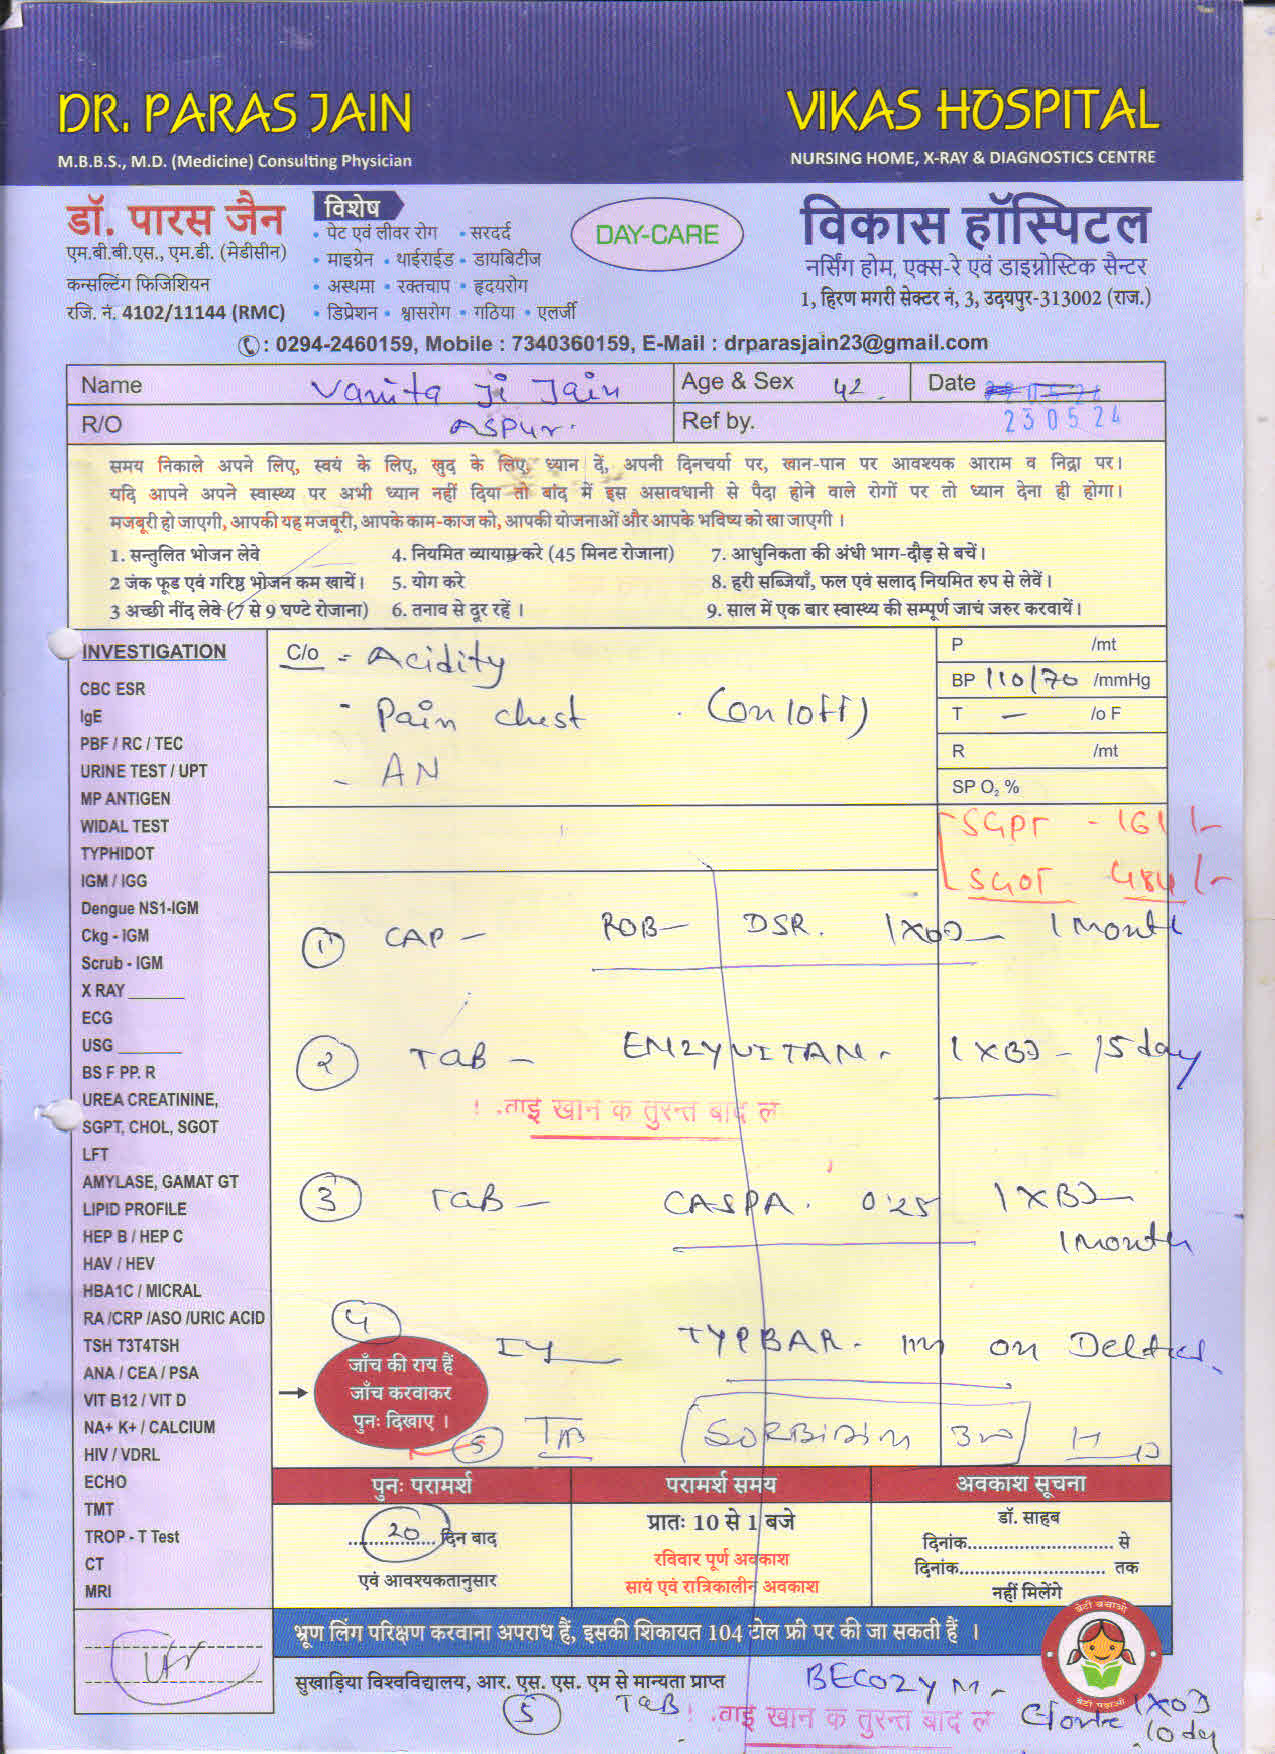 DR. PARAS JAIN
M.B.B.S., M.D. (Medicine) Consulting Physician
VIKAS HOSPITAL
NURSING HOME, X-RAY & DIAGNOSTICS CENTRE
डॉ. पारस जैन
एम.बी.बी.एस., एम.डी. (मेडीसीन)
कन्सल्टिंग फिजिशियन
रजि. नं. 4102/11144 (RMC)
विशेष
• पेट एवं लीवर रोग • सरदर्द
• माइग्रेन • थाईराईड • डायबिटीज
• अस्थमा • रक्तचाप • हृदयरोग
• डिप्रेशन • श्वासरोग • गठिया • एलर्जी
DAY-CARE
विकास हॉस्पिटल
नर्सिंग होम, एक्स-रे एवं डाइग्नोस्टिक सैन्टर
1, हिरण मगरी सेक्टर नं, 3, उदयपुर-313002 (राज.)
: 0294-2460159, Mobile : 7340360159, E-Mail : drparasjain23@gmail.com
Name Vanita Ji Jain Age & Sex 42. Date
23 05 24
R/O ASPUR. Ref by.
समय निकाले अपने लिए, स्वयं के लिए, खुद के लिए, ध्यान दें, अपनी दिनचर्या पर, खान-पान पर आवश्यक आराम व निद्रा पर।
यदि आपने अपने स्वास्थ्य पर अभी ध्यान नहीं दिया तो बाद में इस असावधानी से पैदा होने वाले रोगों पर तो ध्यान देना ही होगा।
मजबूरी हो जाएगी, आपकी यह मजबूरी, आपके काम-काज को, आपकी योजनाओं और आपके भविष्य को खा जाएगी ।
1. सन्तुलित भोजन लेवे 4. नियमित व्यायाम करे (45 मिनट रोजाना) 7. आधुनिकता की अंधी भाग-दौड़ से बचें।
2 जंक फूड एवं गरिष्ठ भोजन कम खायें। 5. योग करे 8. हरी सब्जियाँ, फल एवं सलाद नियमित रुप से लेवें।
3 अच्छी नींद लेवे (7 से 9 घण्टे रोजाना) 6. तनाव से दूर रहें । 9. साल में एक बार स्वास्थ्य की सम्पूर्ण जाचं जरुर करवायें।
INVESTIGATION
CBC ESR
IgE
PBF / RC / TEC
URINE TEST / UPT
MP ANTIGEN
WIDAL TEST
TYPHIDOT
IGM / IGG
Dengue NS1-IGM
Ckg - IGM
Scrub - IGM
X RAY
ECG
USG
BS F PP. R
UREA CREATININE,
SGPT, CHOL, SGOT
LFT
AMYLASE, GAMAT GT
LIPID PROFILE
HEP B / HEP C
HAV / HEV
HBA1C / MICRAL
RA /CRP /ASO /URIC ACID
TSH T3T4TSH
ANA / CEA / PSA
VIT B12 / VIT D
NA+ K+ / CALCIUM
HIV / VDRL
ECHO
TMT
TROP - T Test
CT
MRI
C/o - Acidity
- Pain chest (on/off)
- AN
P /mt
BP 110/70 /mmHg
T — /o F
R /mt
SP O₂ %
SGPT - 161 /-
SGOT 484 /-
① CAP - ROB- DSR. 1XOD - 1 Month
② TAB - ENZYVITAN. 1XBD - 15 day
खान क तुरन्त बाद ल
③ TAB - CASPA. 0.25 1XBD -
1 Month
④ TYPBAR. IM on Deltoid.
जाँच की राय हैं
जाँच करवाकर
पुनः दिखाए ।
⑤ TAB
पुनः परामर्श
20 दिन बाद
एवं आवश्यकतानुसार
परामर्श समय
प्रातः 10 से 1 बजे
रविवार पूर्ण अवकाश
सायं एवं रात्रिकालीन अवकाश
अवकाश सूचना
डॉ. साहब
दिनांक............................ से
दिनांक............................ तक
नहीं मिलेंगे
भ्रूण लिंग परिक्षण करवाना अपराध हैं, इसकी शिकायत 104 टोल फ्री पर की जा सकती हैं ।
बेटी बचाओ
बेटी पढ़ाओ
सुखाड़िया विश्वविद्यालय, आर. एस. एस. एम से मान्यता प्राप्त
⑤ TAB BECOZYM - 1XOD
10 day
खान क तुरन्त बाद ल